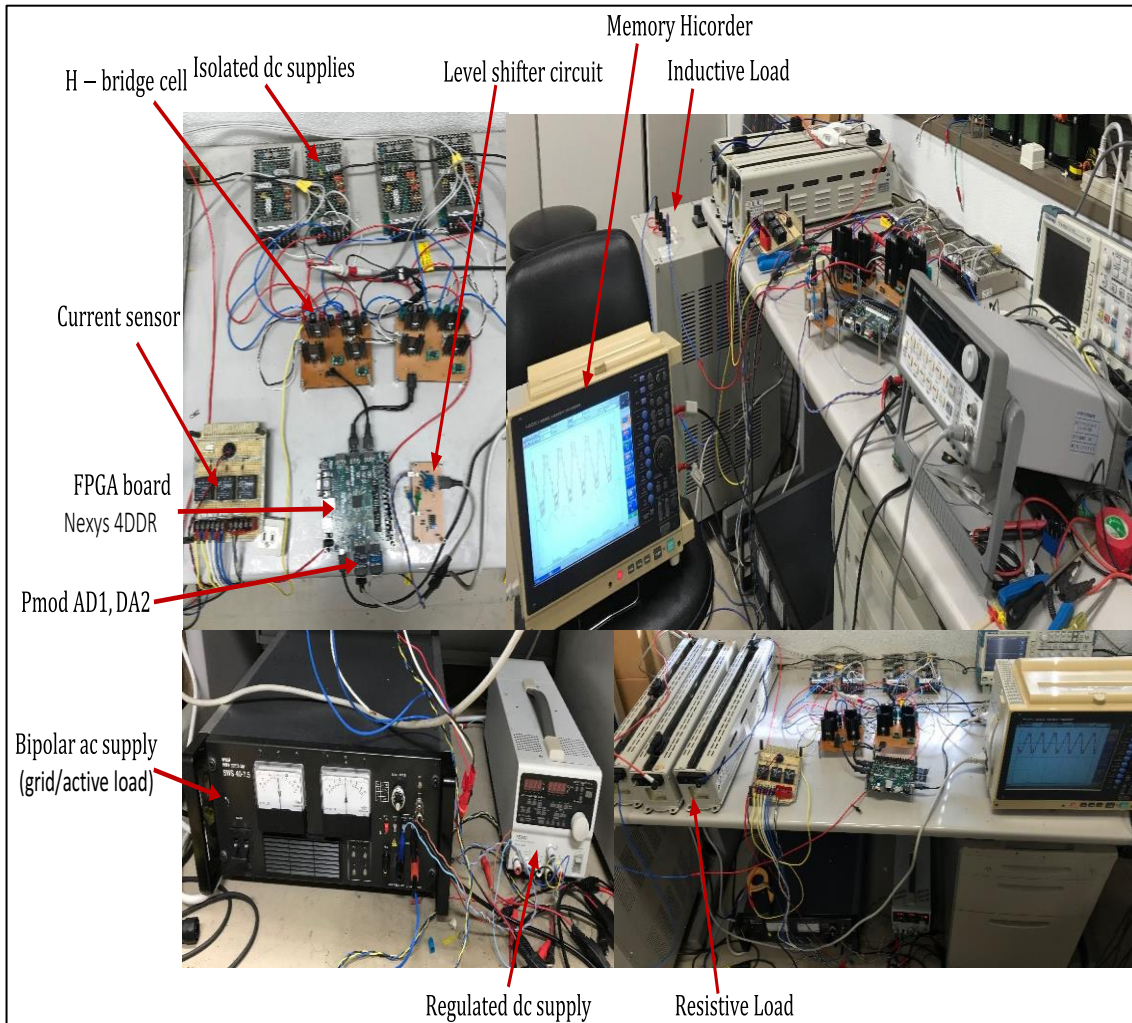 Memory Hicorder
H – bridge cell
Isolated dc supplies
Level shifter circuit
Inductive Load
Current sensor
FPGA board
Nexys 4DDR
Pmod AD1, DA2
Bipolar ac supply
(grid/active load)
Regulated dc supply
Resistive Load